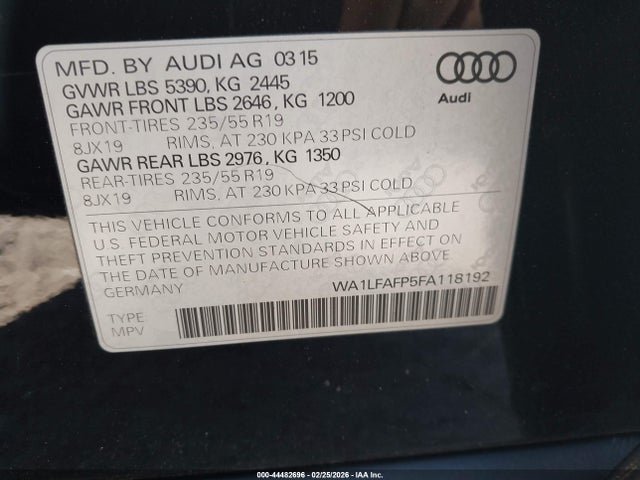 MFD. BY AUDI AG 03 15
GVWR LBS 5390, KG 2445
GAWR FRONT LBS 2646, KG 1200
FRONT-TIRES 235/55 R19
8JX19 RIMS, AT 230 KPA 33 PSI COLD
GAWR REAR LBS 2976, KG 1350
REAR-TIRES 235/55 R19
8JX19 RIMS, AT 230 KPA 33 PSI COLD
THIS VEHICLE CONFORMS TO ALL APPLICABLE
U.S. FEDERAL MOTOR VEHICLE SAFETY AND
THEFT PREVENTION STANDARDS IN EFFECT ON
THE DATE OF MANUFACTURE SHOWN ABOVE.
GERMANY
WA1LFAFP5FA118192
TYPE
MPV
Audi
000-44482696 - 02/25/2026 - IAA Inc.